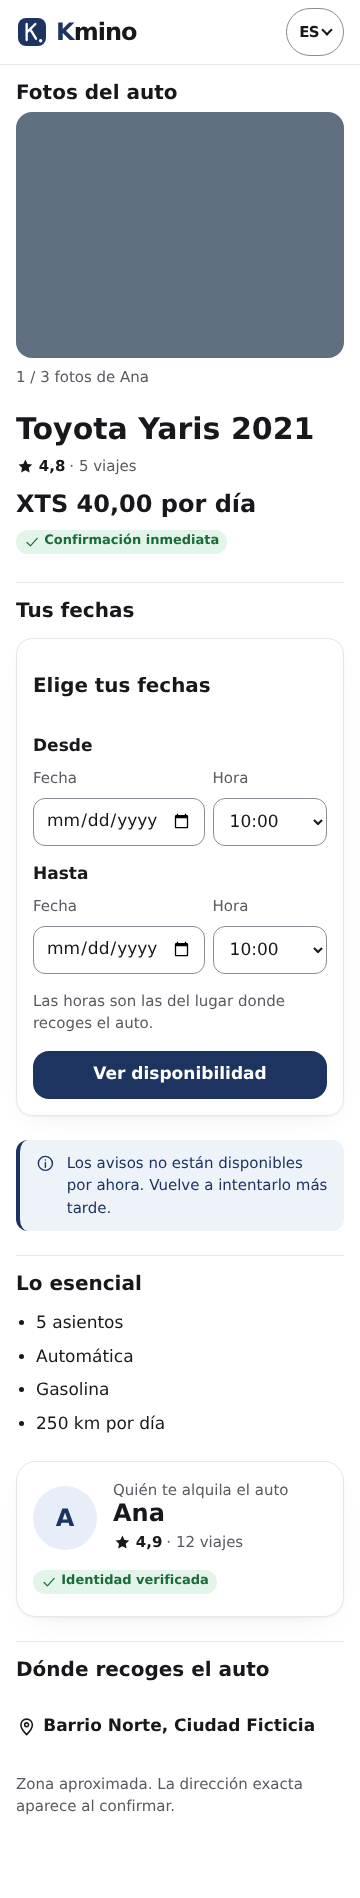 K. Kmino
ES
Fotos del auto
1 / 3 fotos de Ana
Toyota Yaris 2021
★ 4,8 · 5 viajes
XTS 40,00 por día
Confirmación inmediata
Tus fechas
Elige tus fechas
Desde
Fecha Hora
mm/dd/yyyy 10:00
Hasta
Fecha Hora
mm/dd/yyyy 10:00
Las horas son las del lugar donde
recoges el auto.
Ver disponibilidad
Los avisos no están disponibles
por ahora. Vuelve a intentarlo más
tarde.
Lo esencial
• 5 asientos
• Automática
• Gasolina
• 250 km por día
Quién te alquila el auto
A Ana
★ 4,9 · 12 viajes
Identidad verificada
Dónde recoges el auto
Barrio Norte, Ciudad Ficticia
Zona aproximada. La dirección exacta
aparece al confirmar.